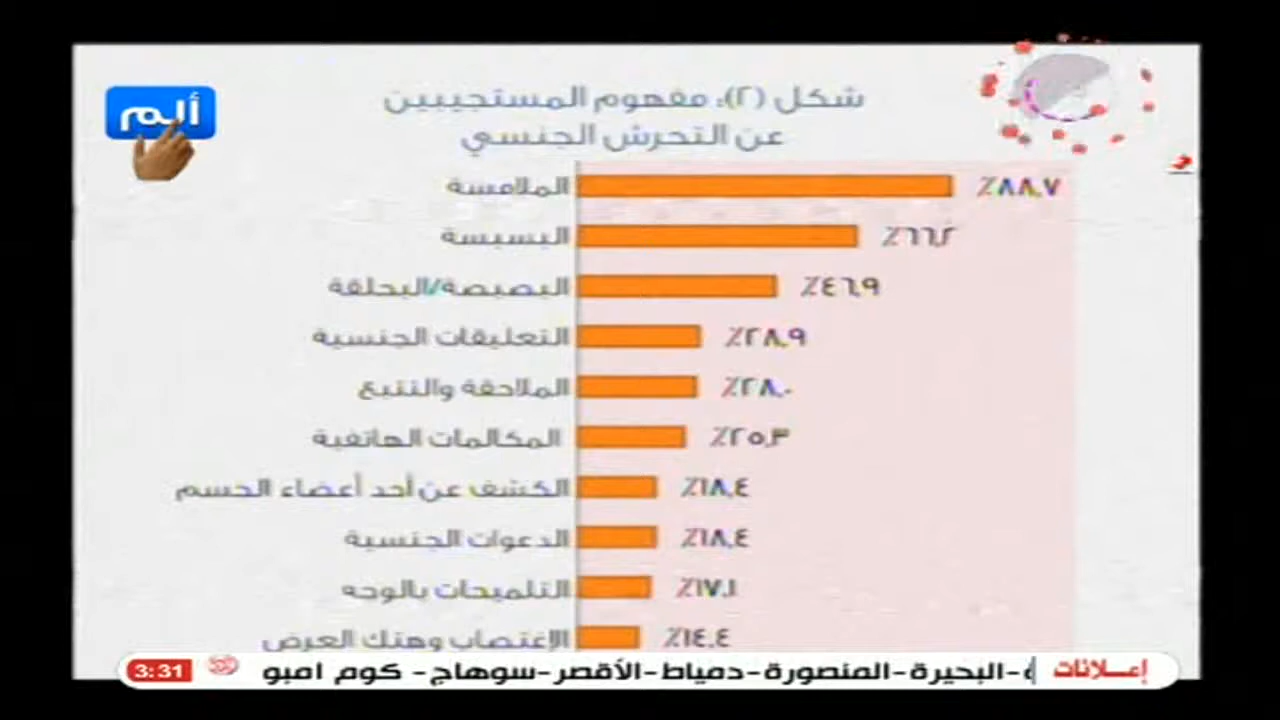 ألم
شكل (٢): مفهوم المستجيبين
عن التحرش الجنسي
الملامسة ٪٨٨,٧
البسبسة ٪٦٦,٢
البصبصة/البحلقة ٪٤٦,٩
التعليقات الجنسية ٪٢٨,٩
الملاحقة والتتبع ٪٢٨,٠
المكالمات الهاتفية ٪٢٥,٣
الكشف عن أحد أعضاء الجسم ٪١٨,٤
الدعوات الجنسية ٪١٨,٤
التلميحات بالوجه ٪١٧,١
الإغتصاب وهتك العرض ٪١٤,٤
إعلانات ة-البحيرة-المنصورة-دمياط-الأقصر-سوهاج- كوم امبو 3:31